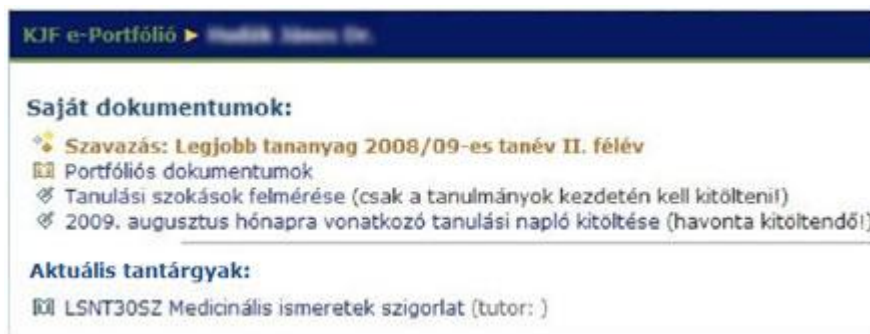 KJF e-Portfólió ►
Saját dokumentumok:
Szavazás: Legjobb tananyag 2008/09-es tanév II. félév
Portfóliós dokumentumok
Tanulási szokások felmérése (csak a tanulmányok kezdetén kell kitölteni!)
2009. augusztus hónapra vonatkozó tanulási napló kitöltése (havonta kitöltendő!)
Aktuális tantárgyak:
LSNT30SZ Medicinális ismeretek szigorlat (tutor: )